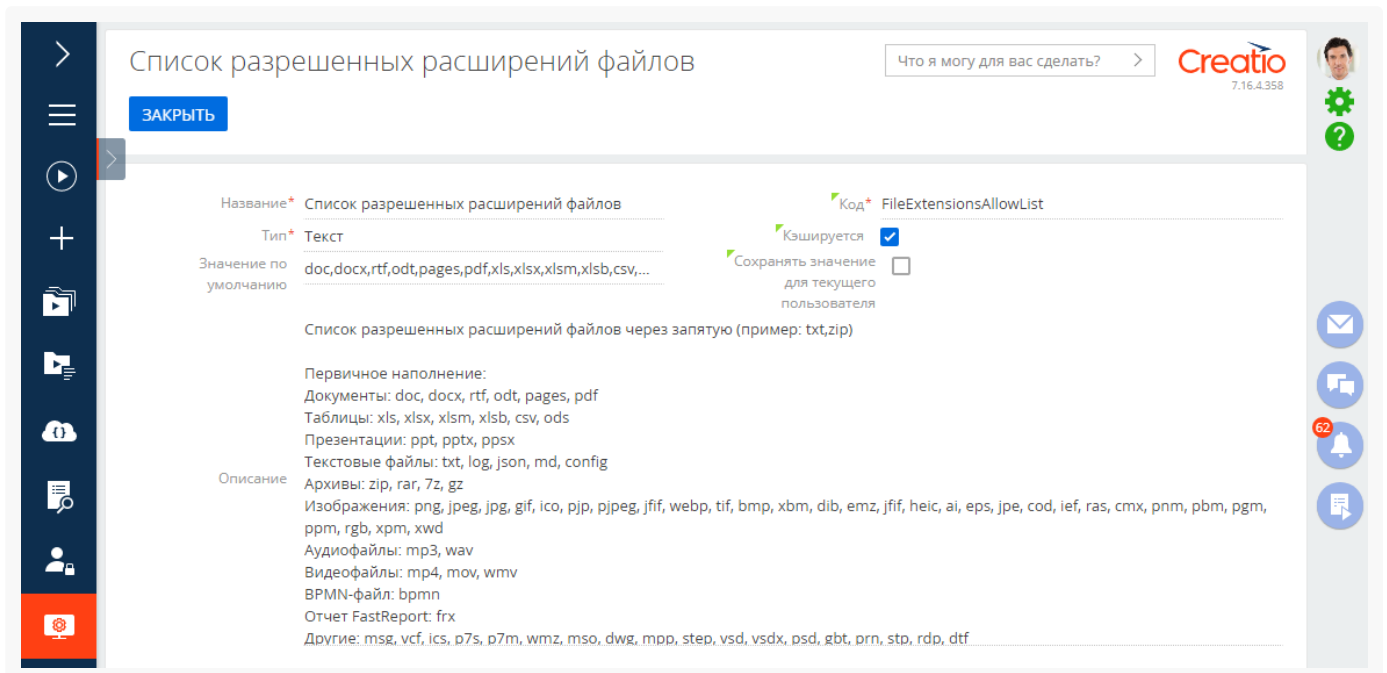 Список разрешенных расширений файлов
Что я могу для вас сделать?
Creatio
7.16.4.358
ЗАКРЫТЬ
Название* Список разрешенных расширений файлов
Код* FileExtensionsAllowList
Тип* Текст
Кэшируется
Значение по
умолчанию
doc,docx,rtf,odt,pages,pdf,xls,xlsx,xlsm,xlsb,csv,...
Сохранять значение
для текущего
пользователя
Список разрешенных расширений файлов через запятую (пример: txt,zip)
Первичное наполнение:
Документы: doc, docx, rtf, odt, pages, pdf
Таблицы: xls, xlsx, xlsm, xlsb, csv, ods
Презентации: ppt, pptx, ppsx
Текстовые файлы: txt, log, json, md, config
Описание
Архивы: zip, rar, 7z, gz
Изображения: png, jpeg, jpg, gif, ico, pjp, pjpeg, jfif, webp, tif, bmp, xbm, dib, emz, jfif, heic, ai, eps, jpe, cod, ief, ras, cmx, pnm, pbm, pgm,
ppm, rgb, xpm, xwd
Аудиофайлы: mp3, wav
Видеофайлы: mp4, mov, wmv
BPMN-файл: bpmn
Отчет FastReport: frx
Другие: msg, vcf, ics, p7s, p7m, wmz, mso, dwg, mpp, step, vsd, vsdx, psd, gbt, prn, stp, rdp, dtf
62